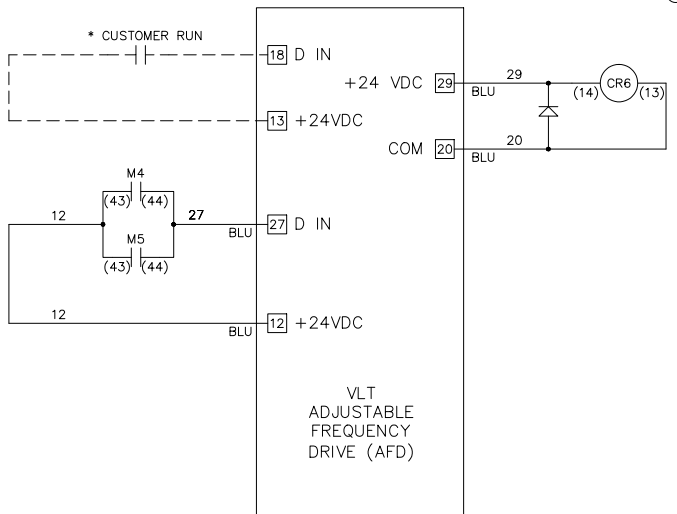 * CUSTOMER RUN
18 D IN
+24 VDC 29
29
BLU
(14) CR6 (13)
13 +24VDC
COM 20
20
BLU
M4
(43) (44)
12
27
BLU
27 D IN
M5
(43) (44)
12
BLU
12 +24VDC
VLT
ADJUSTABLE
FREQUENCY
DRIVE (AFD)